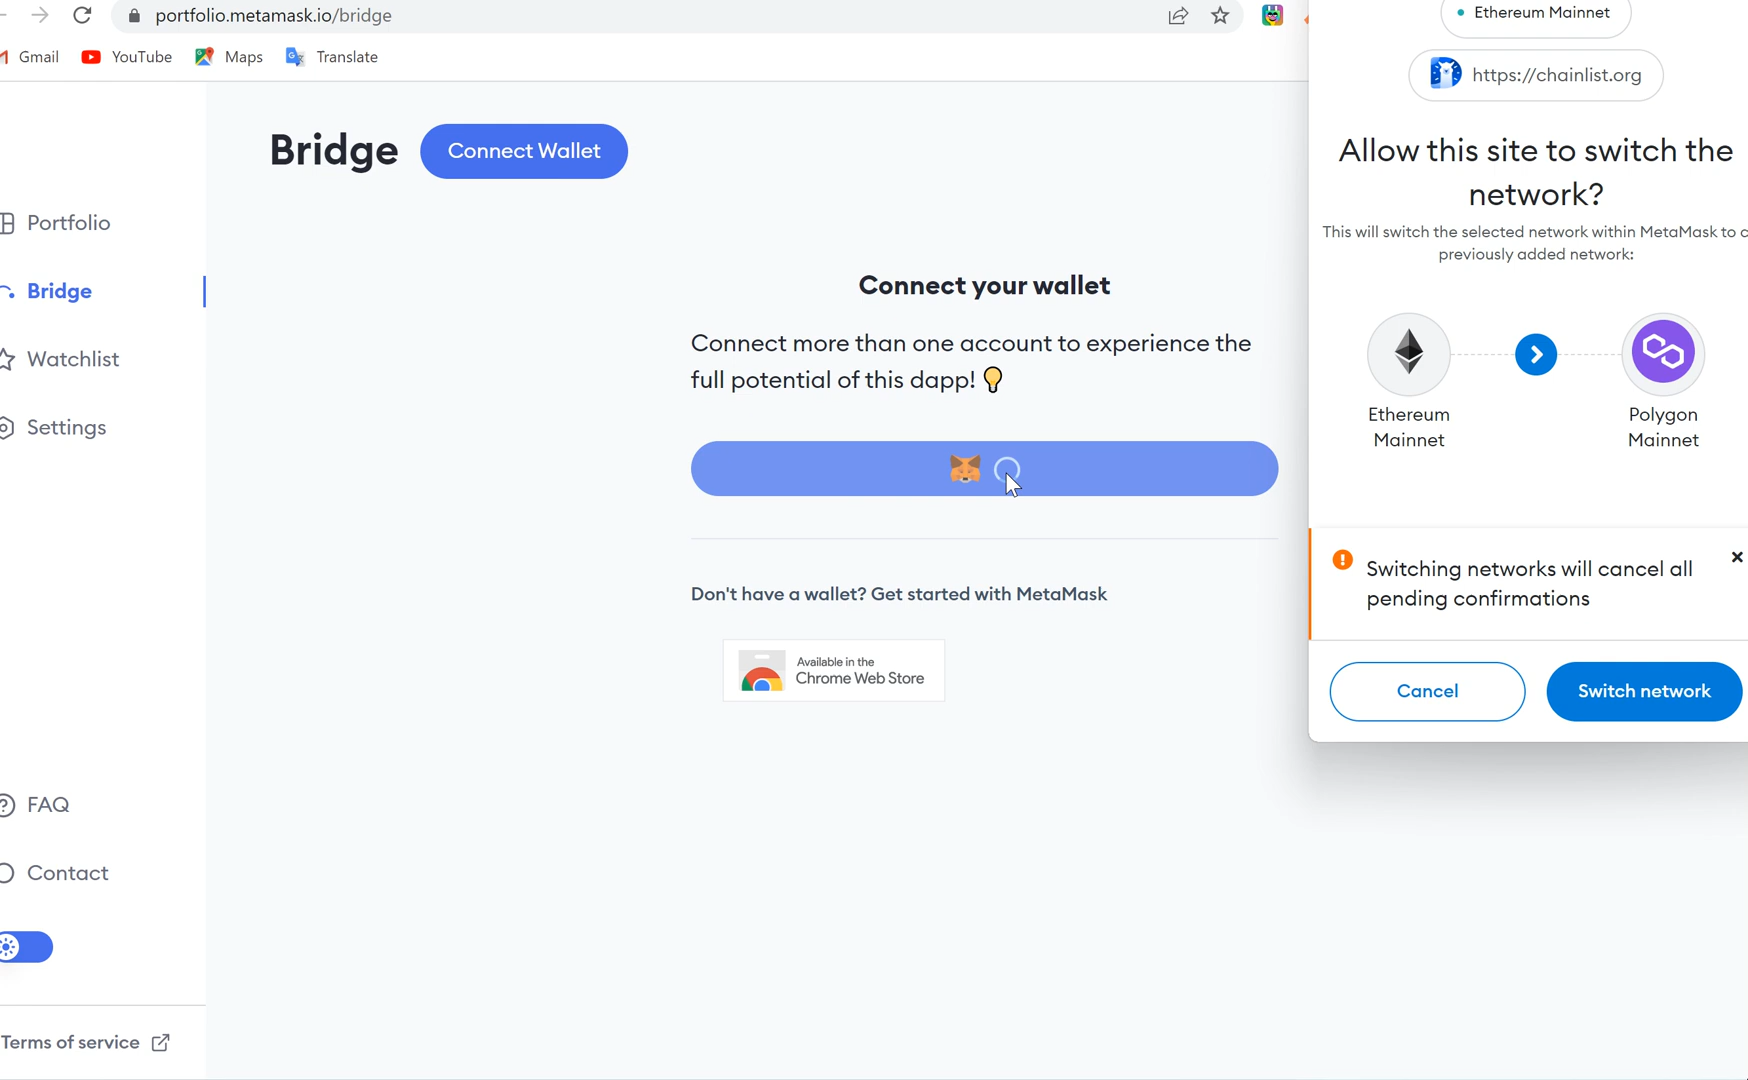 portfolio.metamask.io/bridge
Gmail
YouTube
Maps
Translate
Bridge
Connect Wallet
Portfolio
Bridge
Watchlist
Settings
FAQ
Contact
Terms of service
Connect your wallet
Connect more than one account to experience the
full potential of this dapp!
Don't have a wallet? Get started with MetaMask
Available in the
Chrome Web Store
Ethereum Mainnet
https://chainlist.org
Allow this site to switch the
network?
This will switch the selected network within MetaMask to
previously added network:
Ethereum
Mainnet
Polygon
Mainnet
Switching networks will cancel all
pending confirmations
Cancel
Switch network